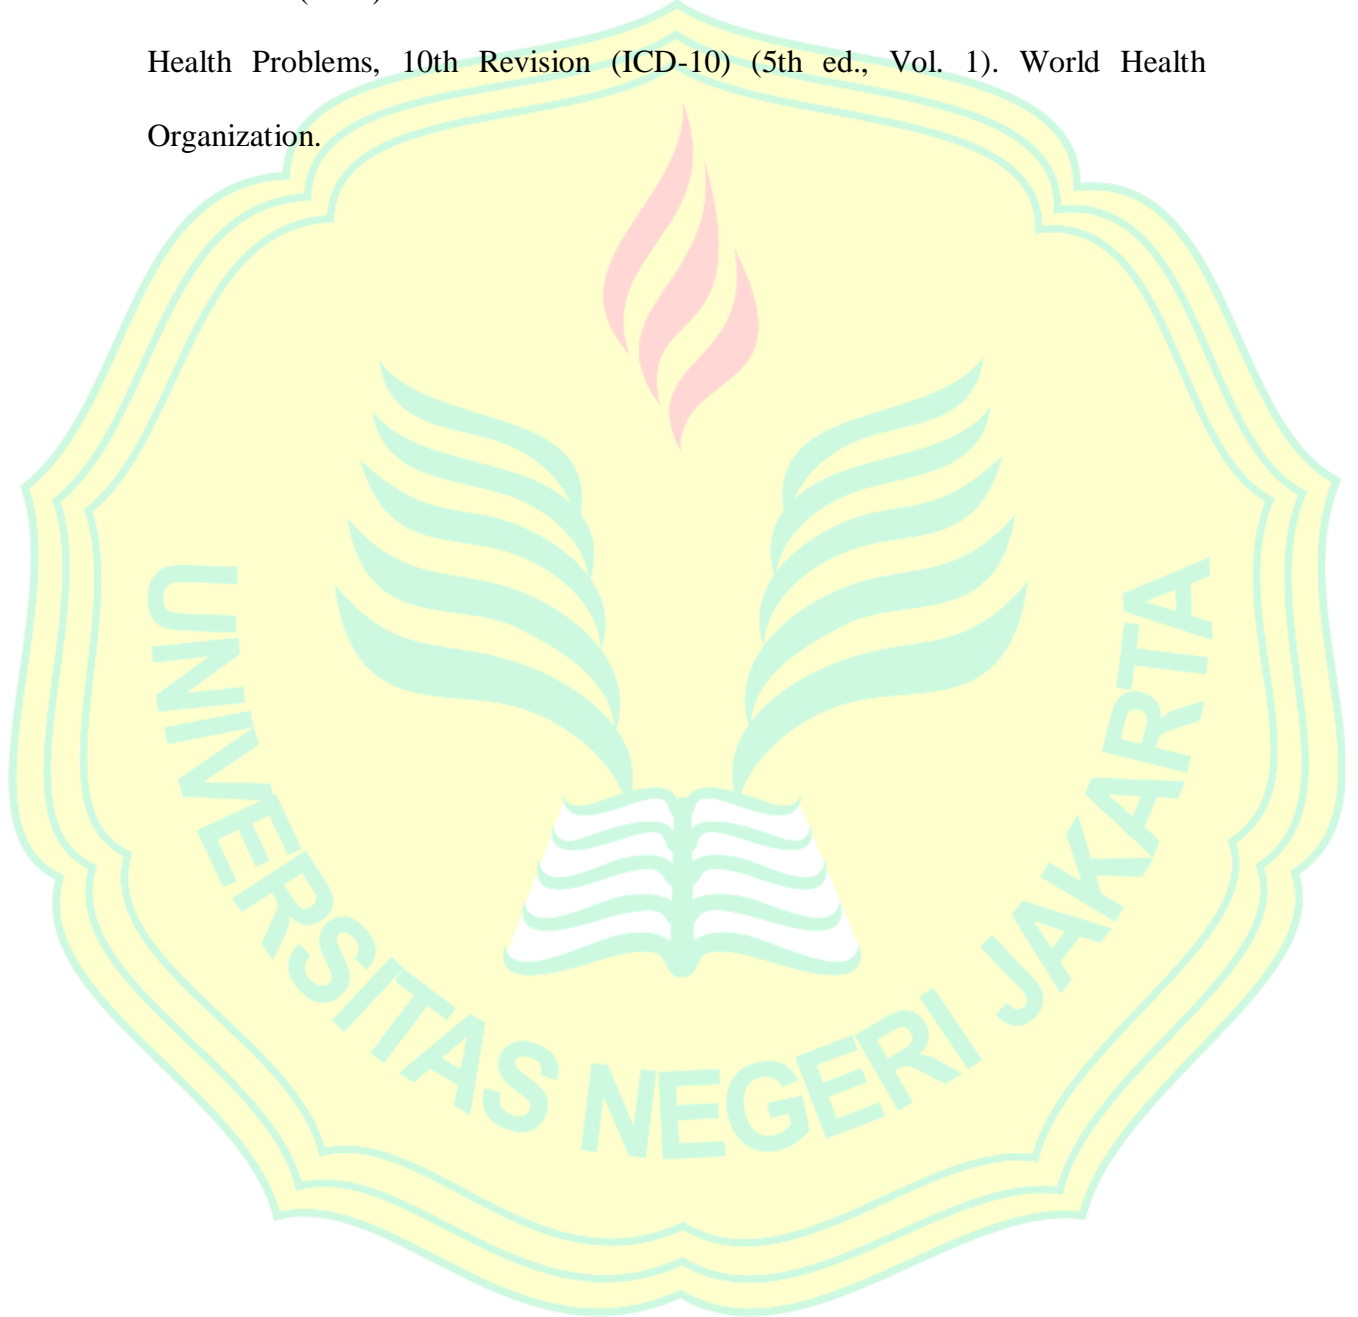 Health Problems, 10th Revision (ICD-10) (5th ed., Vol. 1). World Health
Organization.
UNIVERSITAS NEGERI JAKARTA